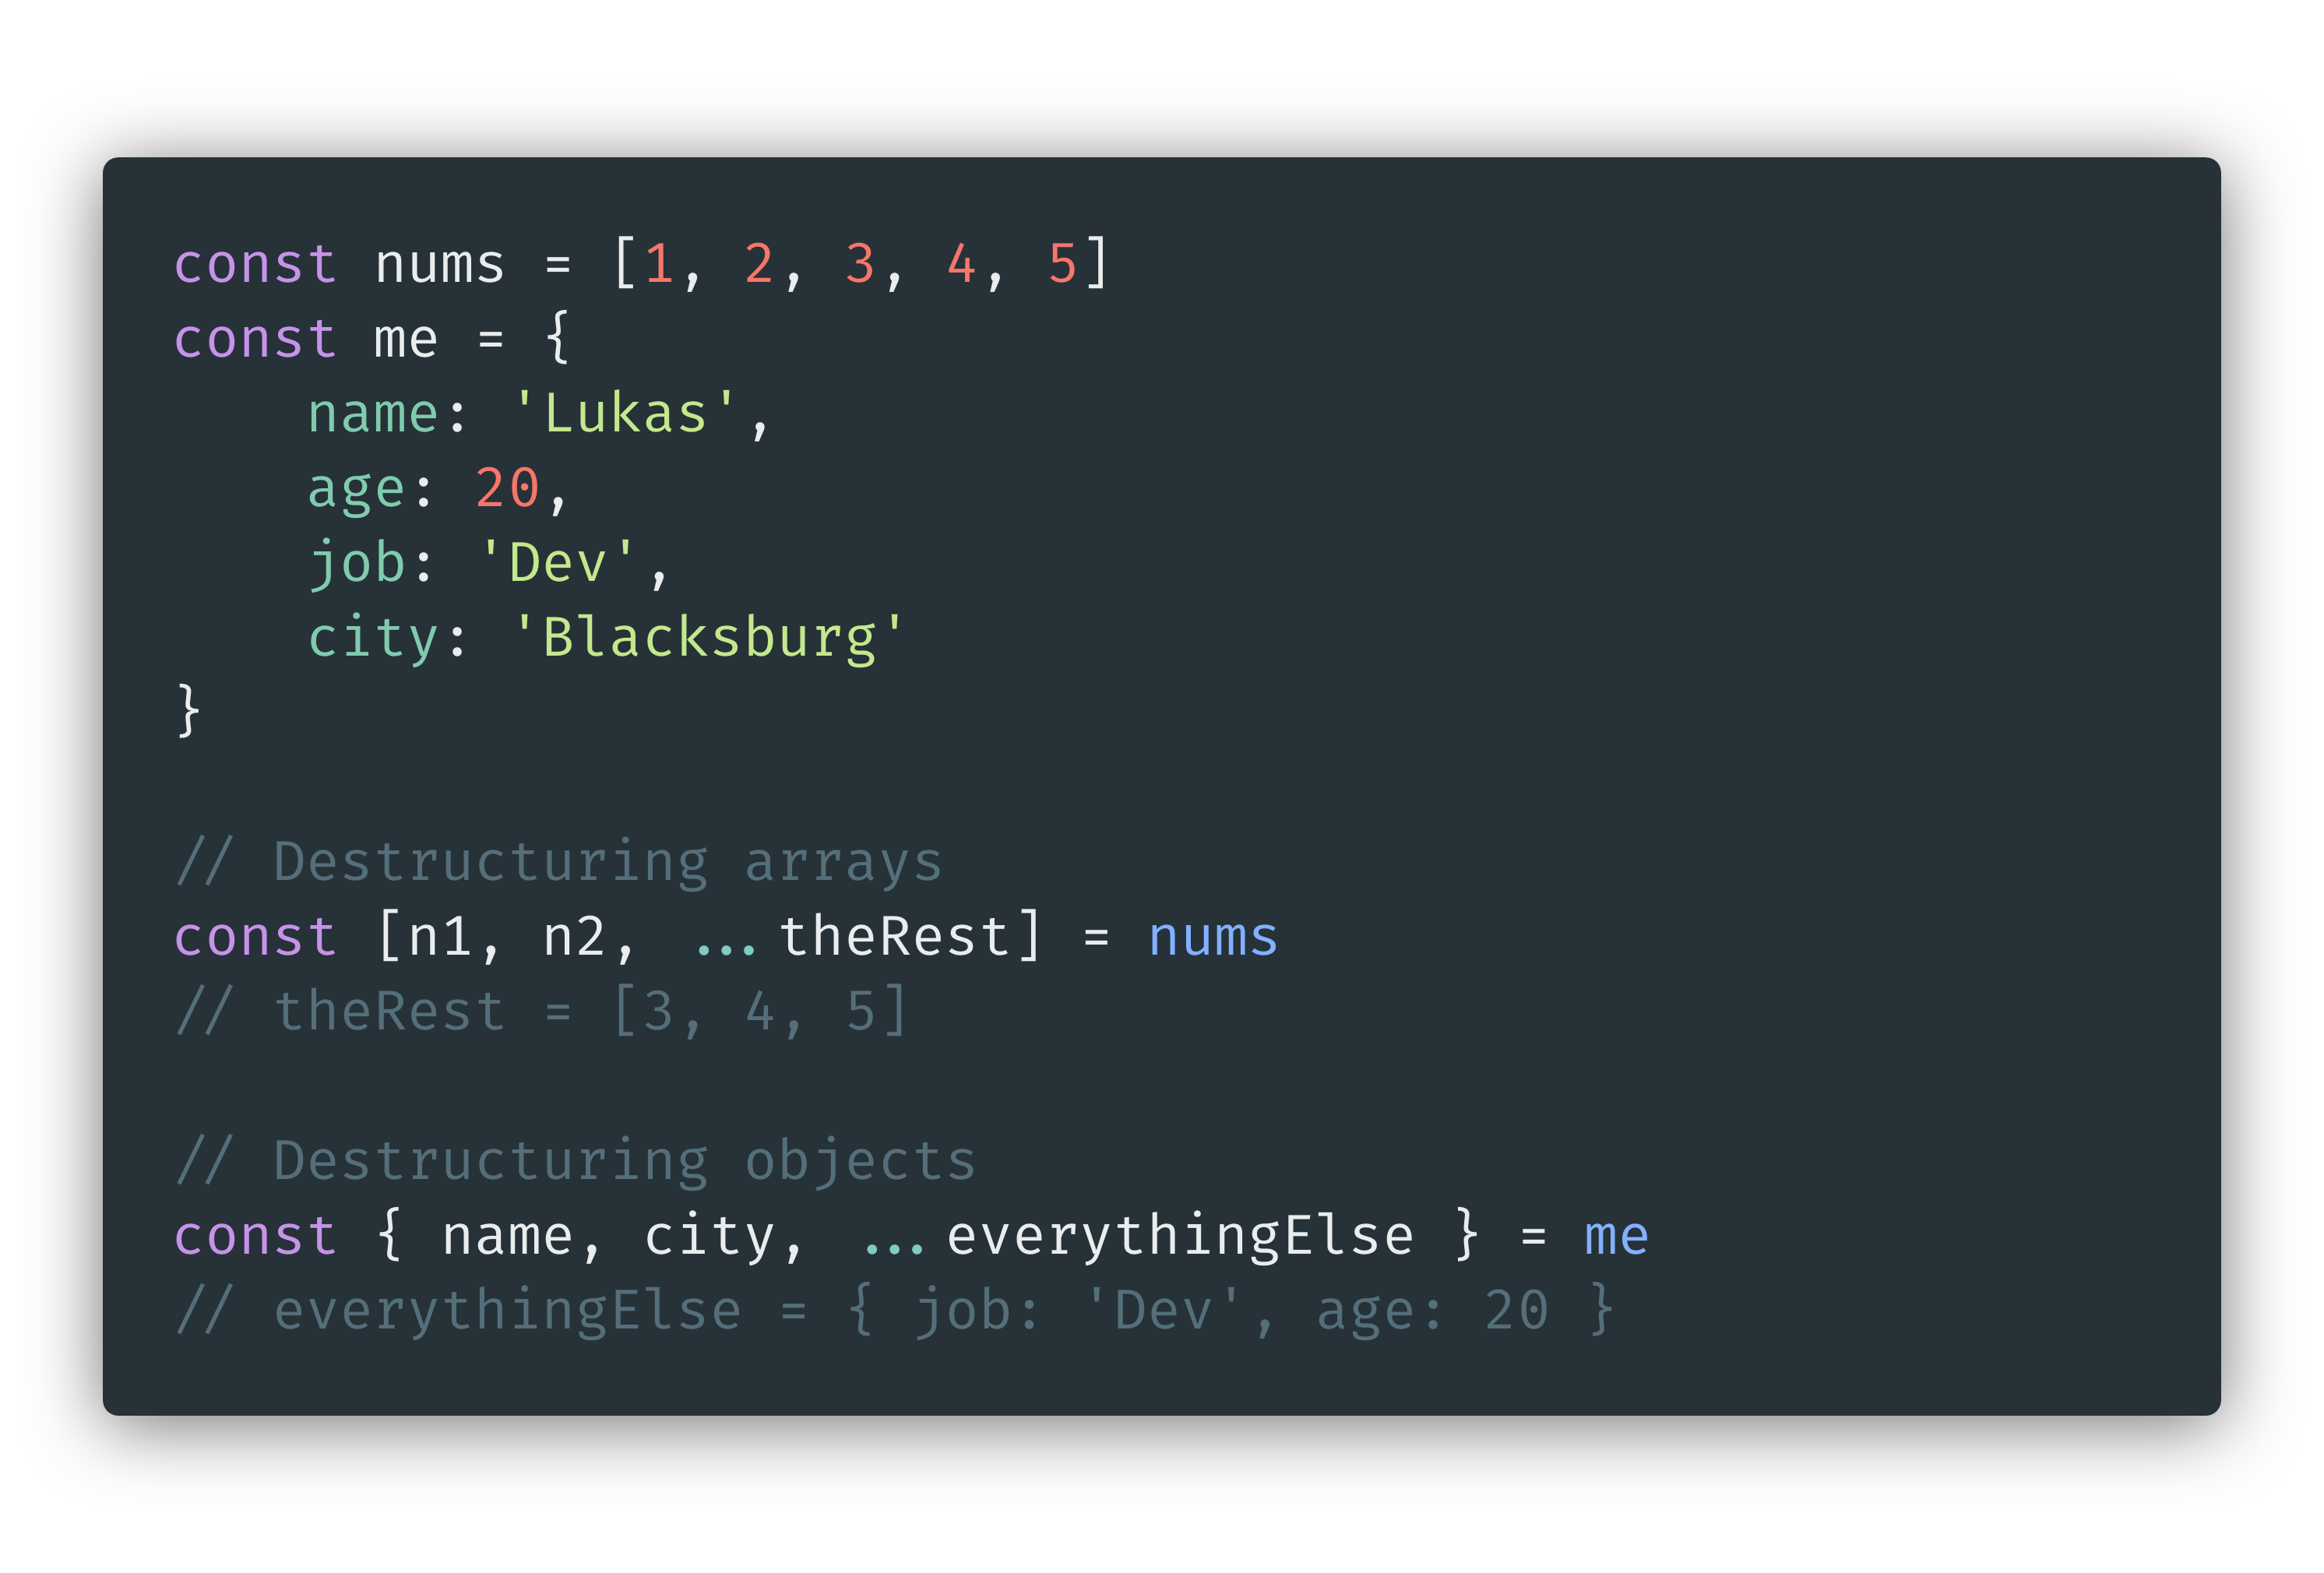 const nums = [1, 2, 3, 4, 5]
const me = {
    name: 'Lukas',
    age: 20,
    job: 'Dev',
    city: 'Blacksburg'
}

// Destructuring arrays
const [n1, n2, ...theRest] = nums
// theRest = [3, 4, 5]

// Destructuring objects
const { name, city, ...everythingElse } = me
// everythingElse = { job: 'Dev', age: 20 }